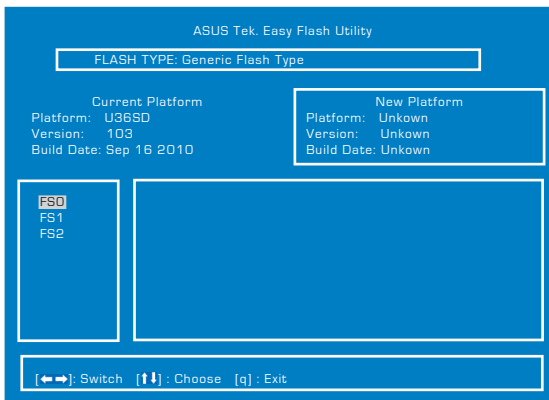 ASUS Tek. Easy Flash Utility
FLASH TYPE: Generic Flash Type
Current Platform
Platform: U36SD
Version: 103
Build Date: Sep 16 2010
New Platform
Platform: Unkown
Version: Unkown
Build Date: Unkown
FS0
FS1
FS2
[←→]: Switch [↑↓] : Choose [q] : Exit